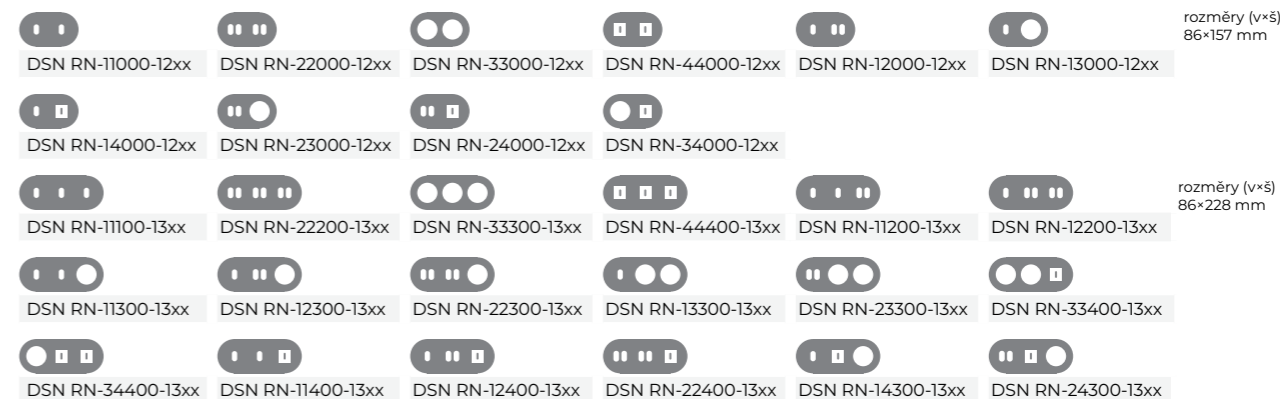 rozměry (v×š)
86×157 mm
DSN RN-11000-12xx DSN RN-22000-12xx DSN RN-33000-12xx DSN RN-44000-12xx DSN RN-12000-12xx DSN RN-13000-12xx
DSN RN-14000-12xx DSN RN-23000-12xx DSN RN-24000-12xx DSN RN-34000-12xx
rozměry (v×š)
86×228 mm
DSN RN-11100-13xx DSN RN-22200-13xx DSN RN-33300-13xx DSN RN-44400-13xx DSN RN-11200-13xx DSN RN-12200-13xx
DSN RN-11300-13xx DSN RN-12300-13xx DSN RN-22300-13xx DSN RN-13300-13xx DSN RN-23300-13xx DSN RN-33400-13xx
DSN RN-34400-13xx DSN RN-11400-13xx DSN RN-12400-13xx DSN RN-22400-13xx DSN RN-14300-13xx DSN RN-24300-13xx